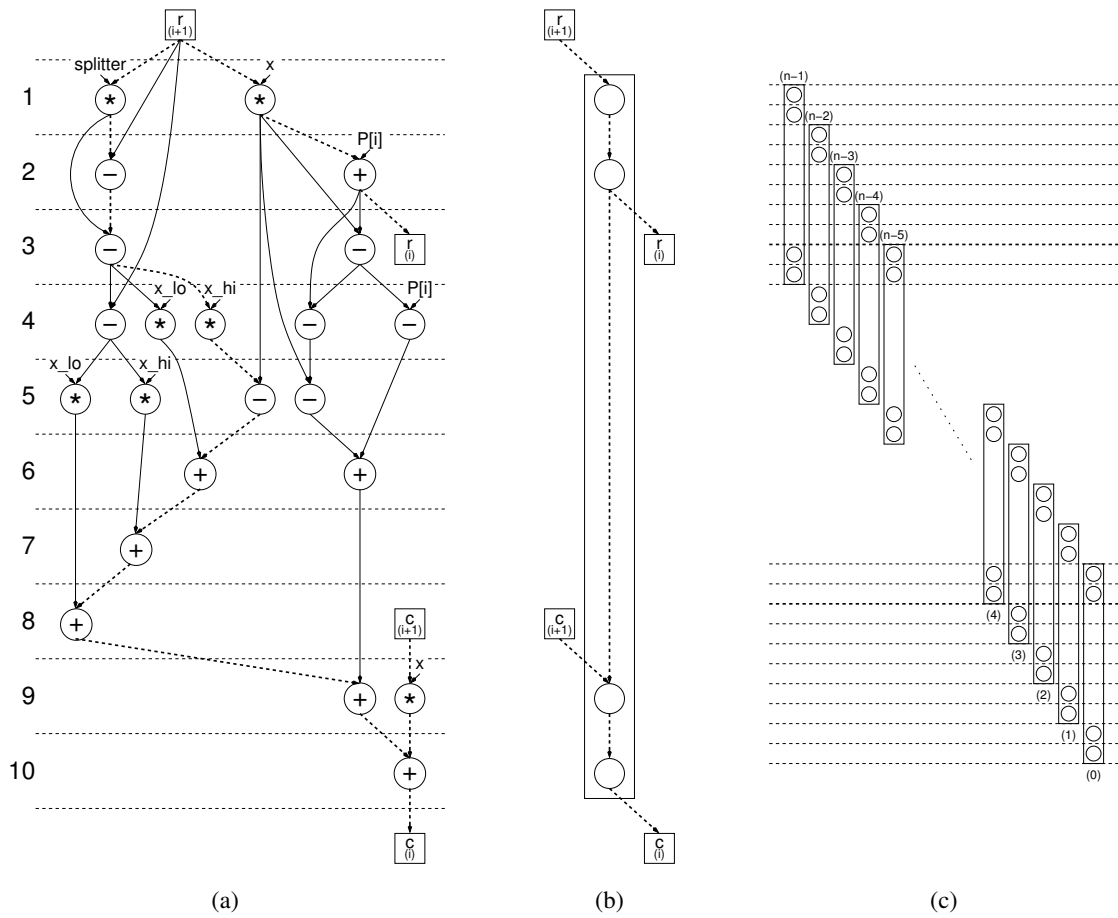 r
(i+1)
splitter
x
1
*
*
P[i]
2
−
+
3
−
−
r
(i)
x_lo
x_hi
P[i]
4
−
*
*
−
−
x_lo
x_hi
5
*
*
−
−
6
+
+
7
+
8
+
c
(i+1)
x
9
+
*
10
+
c
(i)
(a)
r
(i+1)
r
(i)
c
(i+1)
c
(i)
(b)
(n−1)
(n−2)
(n−3)
(n−4)
(n−5)
(4)
(3)
(2)
(1)
(0)
(c)